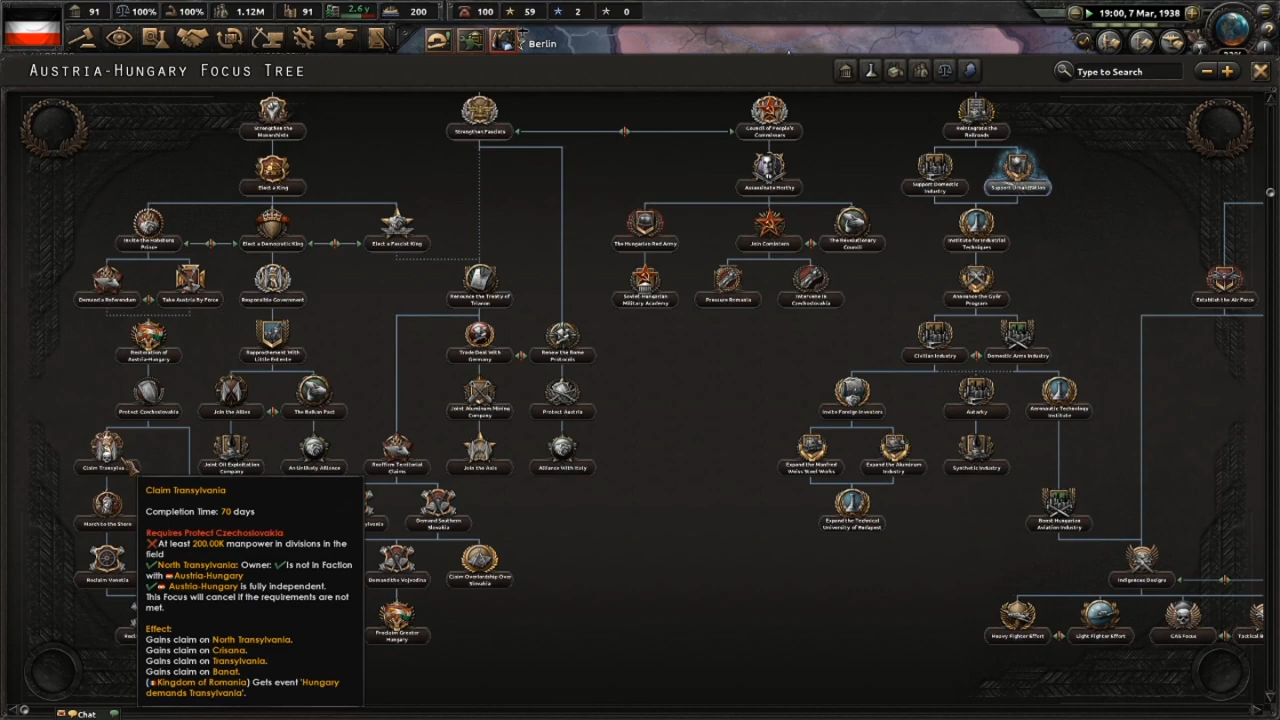 91 100% 100% 1.12M 91 2.6y 200 100 59 2 0
19:00, 7 Mar, 1938
Berlin
Austria-Hungary Focus Tree
Type to Search
Strengthen the Monarchists
Strengthen Fascists
Council of People's Commissars
Reintegrate the Railroads
Elect a King
Assassinate Horthy
Support Domestic Industry
Support Urbanization
Invite the Habsburg Prince
Elect a Democratic King
Elect a Fascist King
The Hungarian Red Army
Join Comintern
The Revolutionary Council
Institute for Industrial Techniques
Demand a Referendum
Take Austria By Force
Responsible Government
Renounce the Treaty of Trianon
Soviet-Hungarian Military Academy
Pressure Romania
Intervene in Czechoslovakia
Announce the Győr Program
Establish the Air Force
Restoration of Austria-Hungary
Rapprochement With Little Entente
Trade Deal With Germany
Renew the Rome Protocols
Civilian Industry
Domestic Arms Industry
Protect Czechoslovakia
Join the Allies
The Balkan Pact
Joint Aluminum Mining Company
Protect Austria
Invite Foreign Investors
Autarky
Aeronautic Technology Institute
Claim Transylva
Joint Oil Exploitation Company
An Unlikely Alliance
Reaffirm Territorial Claims
Join the Axis
Alliance With Italy
Expand the Manfred Weiss Steel Works
Expand the Aluminum Industry
Synthetic Industry
March to the Shore
Demand Southern Slovakia
Expand the Technical University of Budapest
Boost Hungarian Aviation Industry
Reclaim Venetia
Demand the Vojvodina
Claim Overlordship Over Slovakia
Indigenous Designs
Proclaim Greater Hungary
Heavy Fighter Effort
Light Fighter Effort
CAS Focus
Tactical
Claim Transylvania
Completion Time: 70 days
Requires Protect Czechoslovakia
At least 200.00K manpower in divisions in the
field
North Transylvania: Owner: Is not in Faction
with Austria-Hungary
Austria-Hungary is fully independent.
This Focus will cancel if the requirements are not
met.
Effect:
Gains claim on North Transylvania.
Gains claim on Crisana.
Gains claim on Transylvania.
Gains claim on Banat.
(Kingdom of Romania) Gets event 'Hungary
demands Transylvania'.
Chat